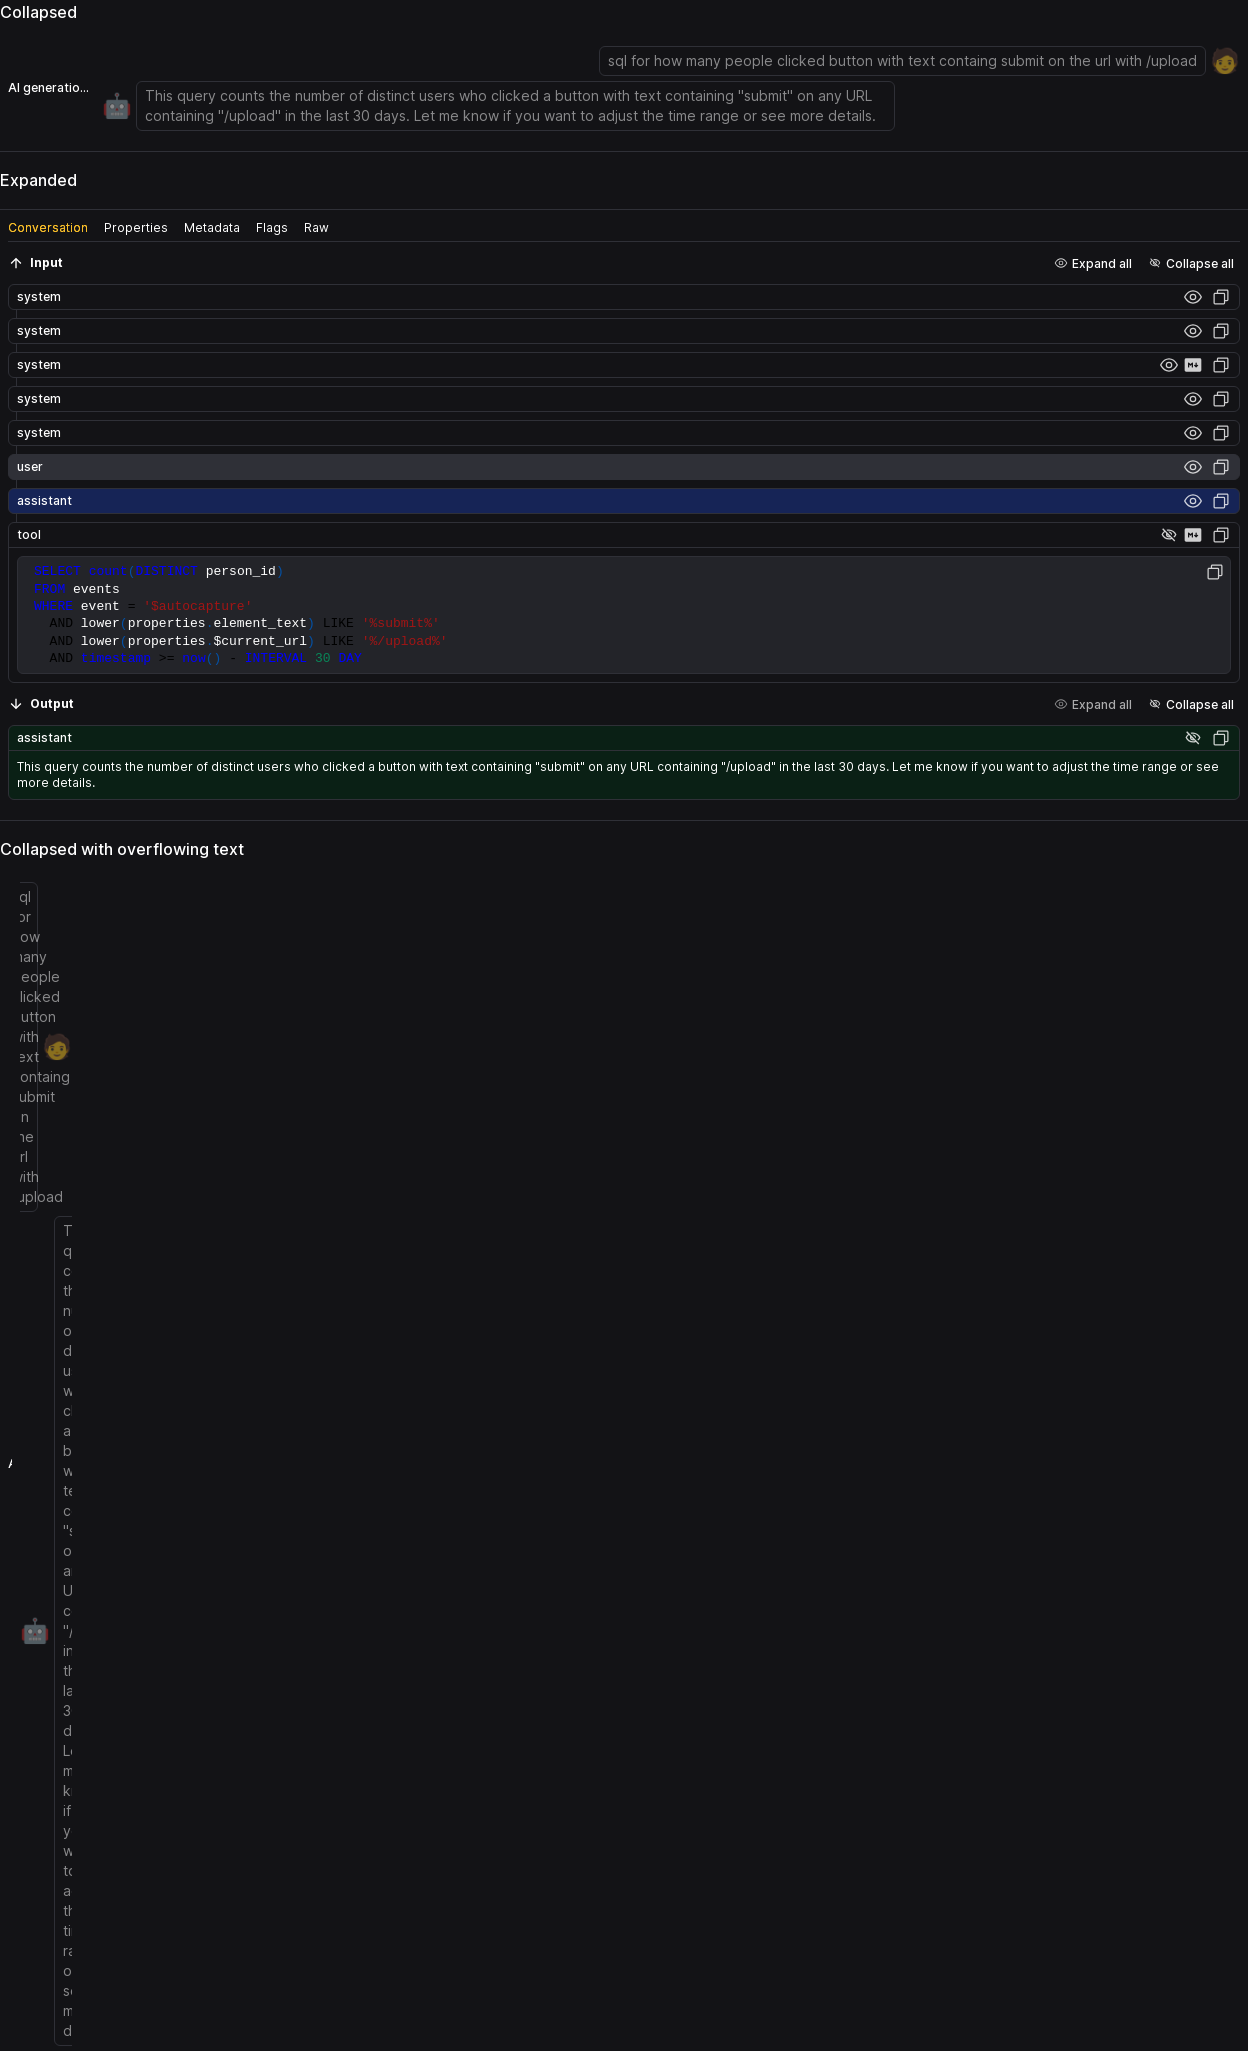 Collapsed
sql for how many people clicked button with text containg submit on the url with /upload
AI generatio...
This query counts the number of distinct users who clicked a button with text containing "submit" on any URL
containing "/upload" in the last 30 days. Let me know if you want to adjust the time range or see more details.
Expanded
Conversation Properties Metadata Flags Raw
Input Expand all Collapse all
system
system
system
system
system
user
assistant
tool
SELECT count(DISTINCT person_id)
FROM events
WHERE event = '$autocapture'
AND lower(properties.element_text) LIKE '%submit%'
AND lower(properties.$current_url) LIKE '%/upload%'
AND timestamp >= now() - INTERVAL 30 DAY
Output Expand all Collapse all
assistant
This query counts the number of distinct users who clicked a button with text containing "submit" on any URL containing "/upload" in the last 30 days. Let me know if you want to adjust the time range or see
more details.
Collapsed with overflowing text
ql
or
ow
any
eople
licked
utton
ith
ext
ontaing
ubmit
n
he
rl
ith
upload
T
q
c
th
n
o
d
u
w
cl
a
b
w
te
c
"s
o
a
U
c
"/
in
th
la
3
d
L
m
k
if
y
w
to
a
th
ti
ra
o
s
m
d